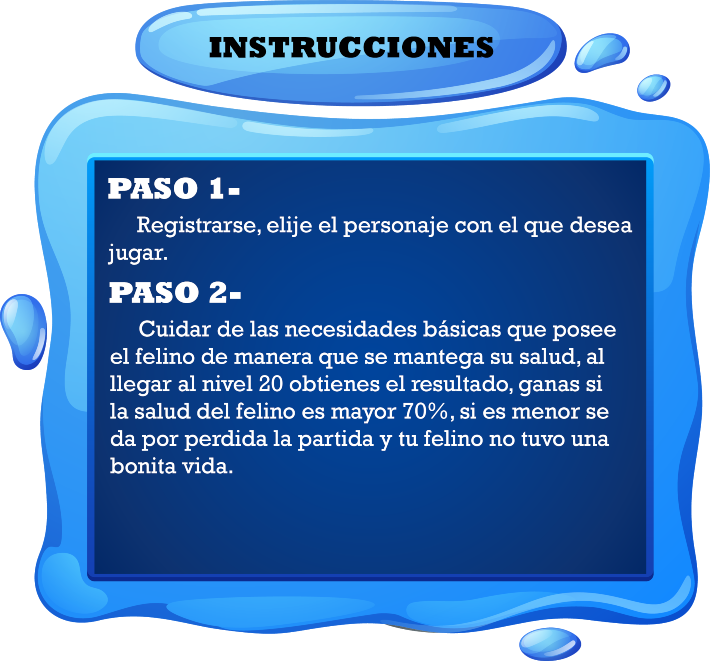 INSTRUCCIONES
PASO 1-
Registrarse, elije el personaje con el que desea
jugar.
PASO 2-
Cuidar de las necesidades básicas que posee
el felino de manera que se mantega su salud, al
llegar al nivel 20 obtienes el resultado, ganas si
la salud del felino es mayor 70%, si es menor se
da por perdida la partida y tu felino no tuvo una
bonita vida.